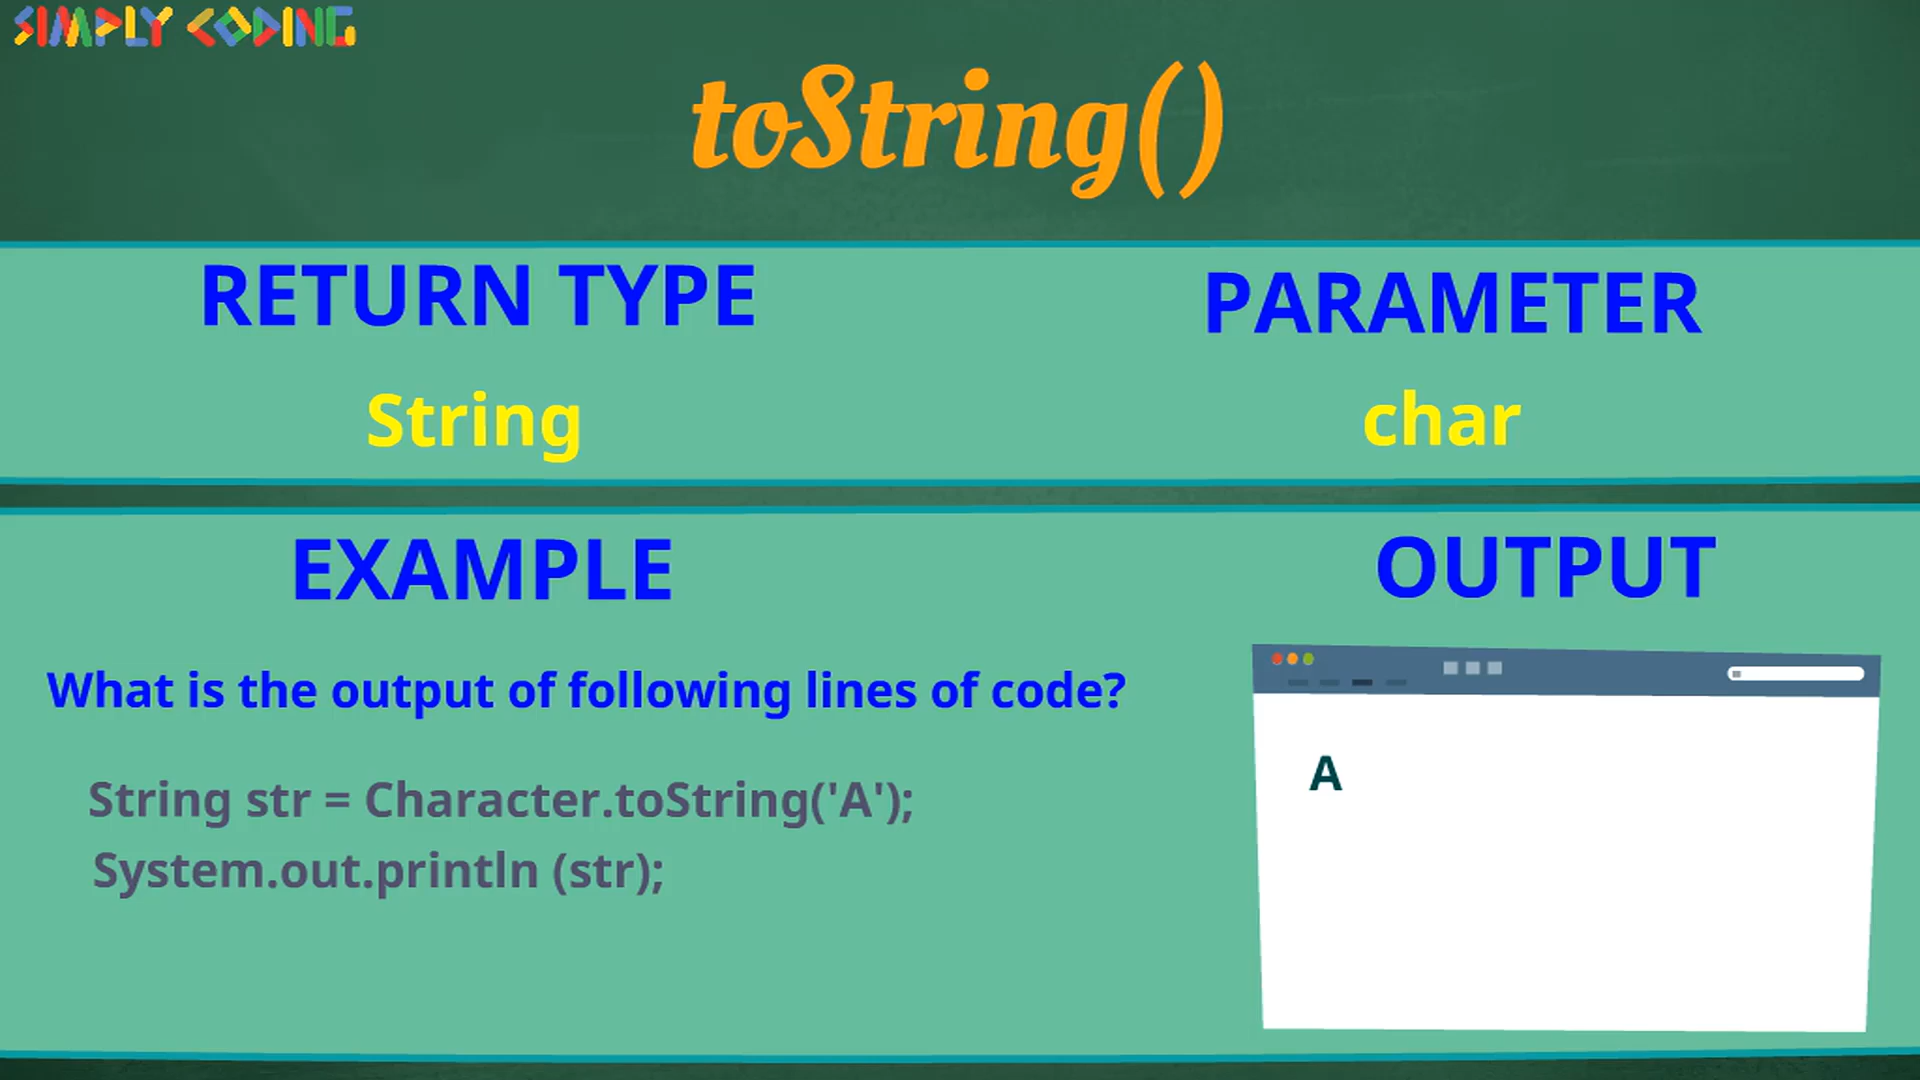 SIMPLY CODING
toString()
RETURN TYPE
PARAMETER
String
char
EXAMPLE
OUTPUT
What is the output of following lines of code?
String str = Character.toString('A');
System.out.println (str);
A